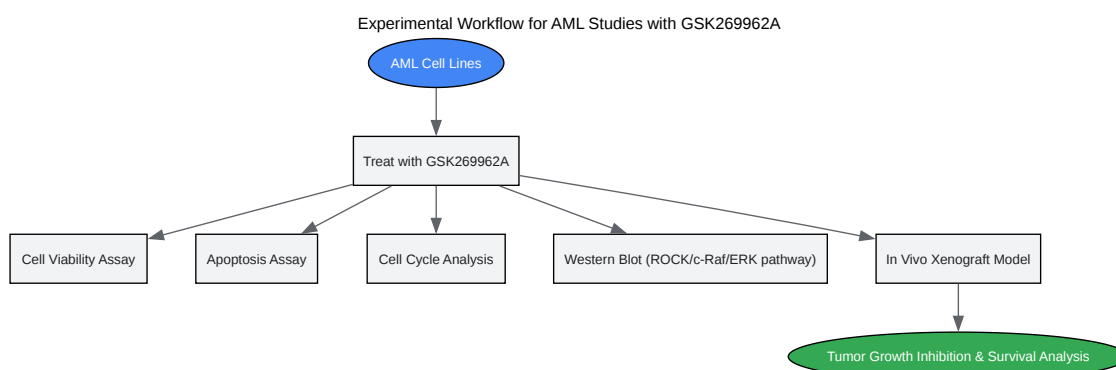 Experimental Workflow for AML Studies with GSK269962A
AML Cell Lines
Treat with GSK269962A
Cell Viability Assay
Apoptosis Assay
Cell Cycle Analysis
Western Blot (ROCK/c-Raf/ERK pathway)
In Vivo Xenograft Model
Tumor Growth Inhibition & Survival Analysis